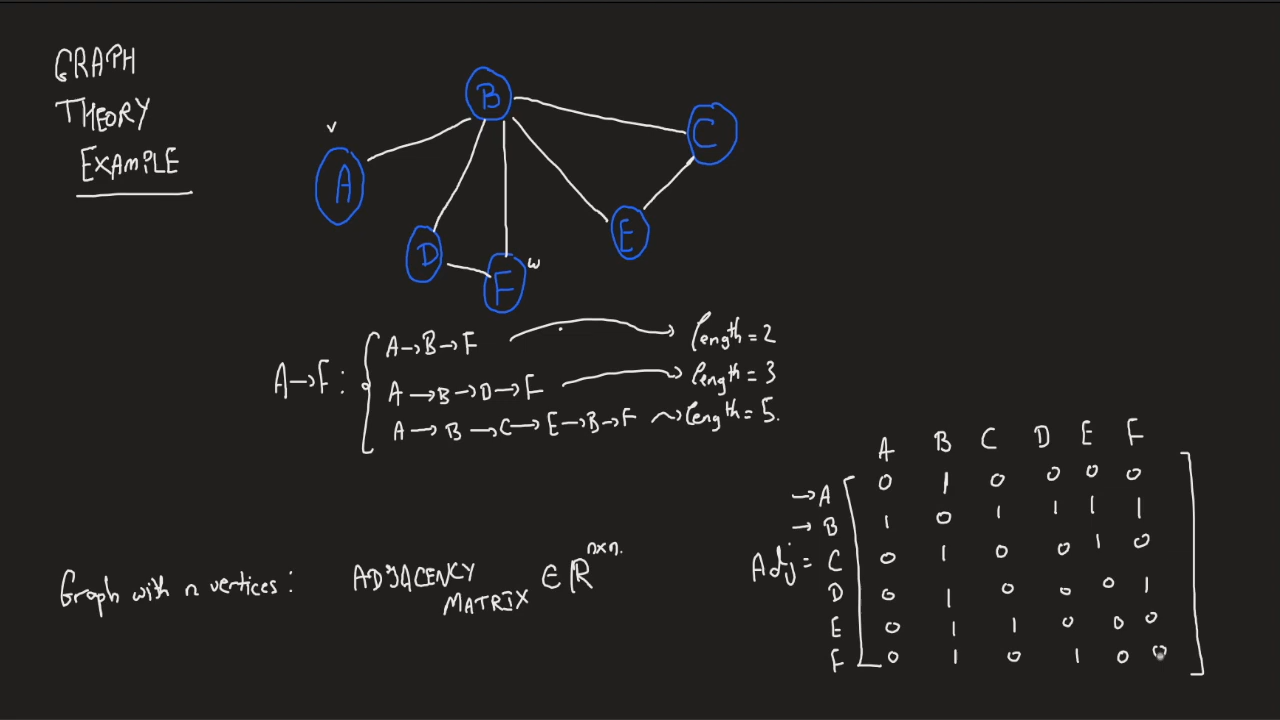 GRAPH
THEORY
EXAMPLE
v
A
B
C
D
E
F
w
A→F: { A→B→F → length = 2
A→B→D→F → length = 3
A→B→C→E→B→F ⇝ length = 5.
Graph with n vertices: ADJACENCY MATRIX ∈ ℝⁿˣⁿ.
Adj =
A B C D E F
→ A 0 1 0 0 0 0
→ B 1 0 1 1 1 1
C 0 1 0 0 1 0
D 0 1 0 0 0 1
E 0 1 1 0 0 0
F 0 1 0 1 0 0